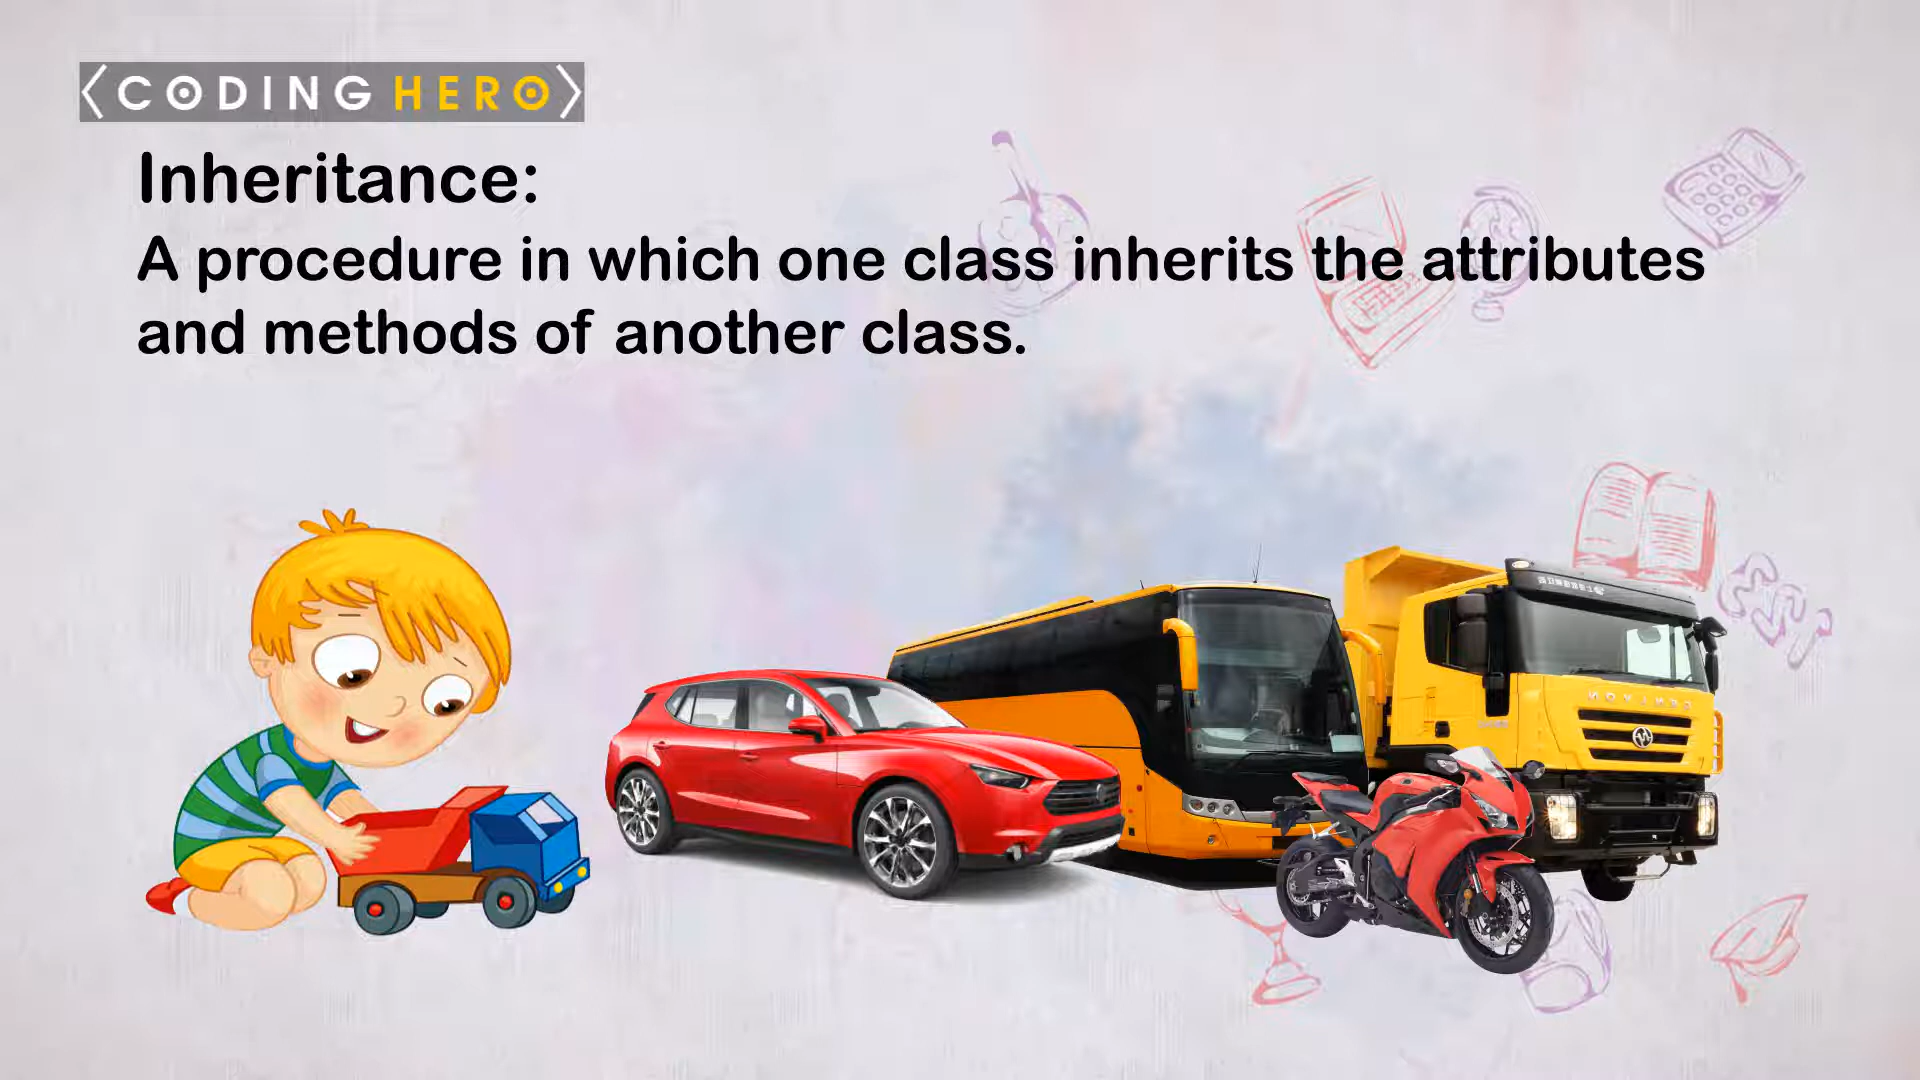 CODING HERO
Inheritance:
A procedure in which one class inherits the attributes
and methods of another class.